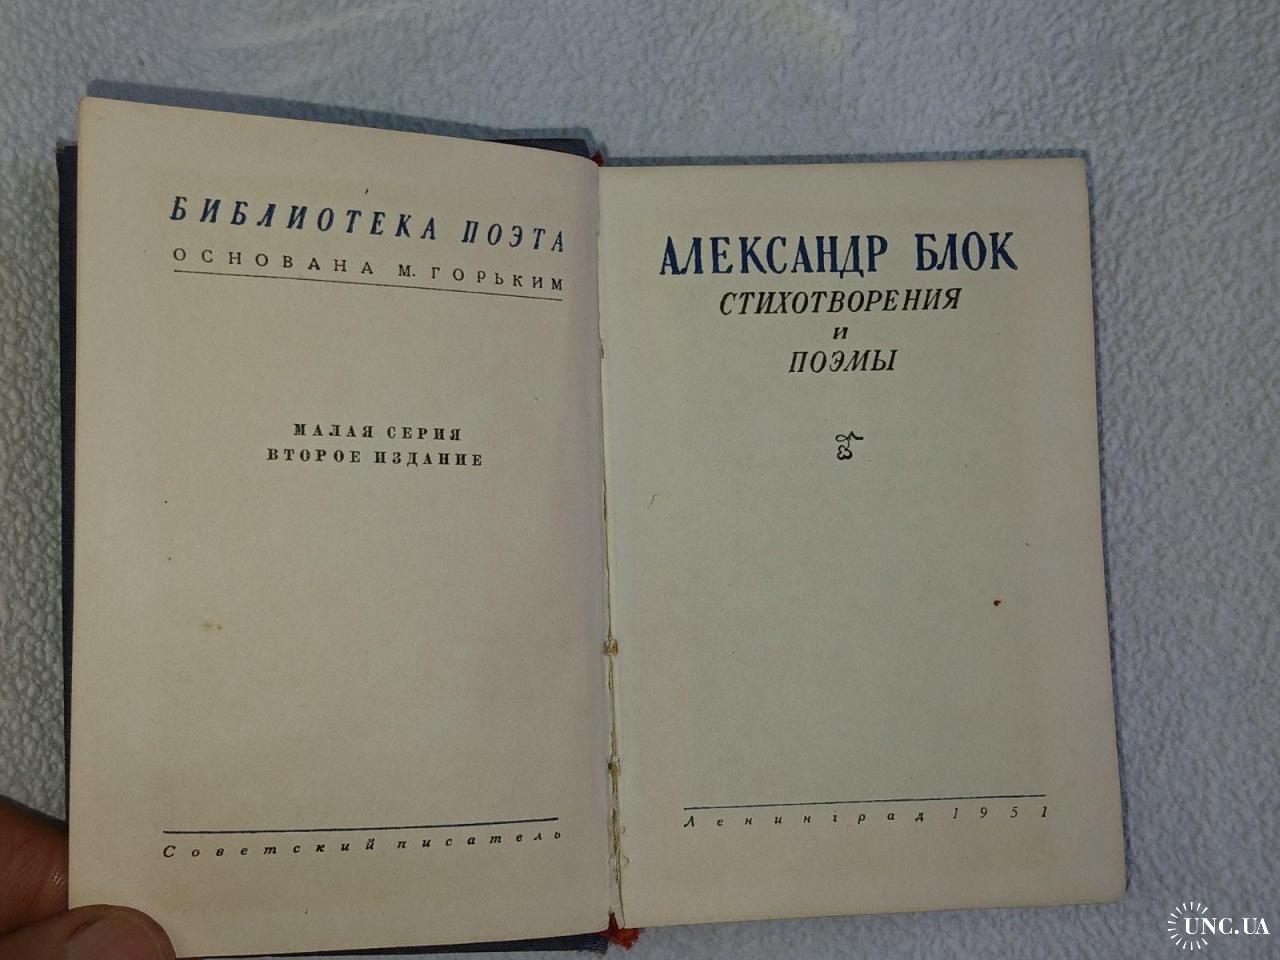 БИБЛИОТЕКА ПОЭТА
ОСНОВАНА М. ГОРЬКИМ
МАЛАЯ СЕРИЯ
ВТОРОЕ ИЗДАНИЕ
Советский писатель
АЛЕКСАНДР БЛОК
СТИХОТВОРЕНИЯ
и
ПОЭМЫ
Ленинград 1951
UNC.UA